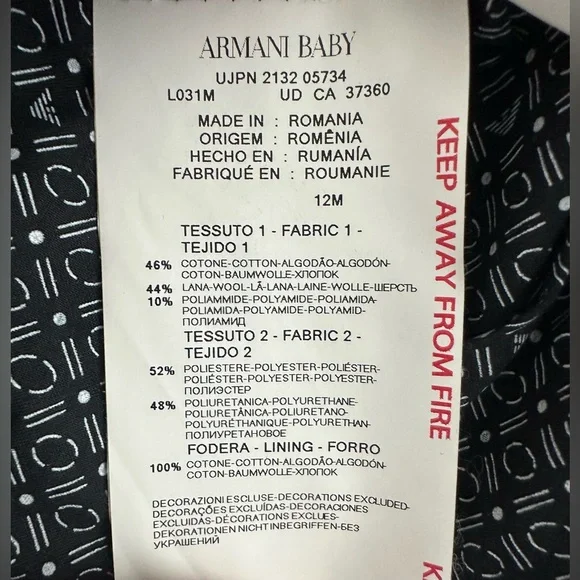 ARMANI BABY
UJPN 2132 05734
L031M UD CA 37360
MADE IN : ROMANIA
ORIGEM : ROMÊNIA
HECHO EN : RUMANÍA
FABRIQUÉ EN : ROUMANIE
12M
TESSUTO 1 - FABRIC 1 -
TEJIDO 1
46% COTONE-COTTON-ALGODÃO-ALGODÓN-
COTON-BAUMWOLLE-ХЛОПОК
44% LANA-WOOL-LÃ-LANA-LAINE-WOLLE-ШЕРСТЬ
10% POLIAMMIDE-POLYAMIDE-POLIAMIDA-
POLIAMIDA-POLYAMIDE-POLYAMID-
ПОЛИАМИД
TESSUTO 2 - FABRIC 2 -
TEJIDO 2
52% POLIESTERE-POLYESTER-POLIÉSTER-
POLIÉSTER-POLYESTER-POLYESTER-
ПОЛИЭСТЕР
48% POLIURETANICA-POLYURETHANE-
POLIURETÂNICA-POLIURETANO-
POLYURÉTHANIQUE-POLYURETHAN-
ПОЛИУРЕТАНОВОЕ
FODERA - LINING - FORRO
100% COTONE-COTTON-ALGODÃO-ALGODÓN-
COTON-BAUMWOLLE-ХЛОПОК
DECORAZIONI ESCLUSE-DECORATIONS EXCLUDED-
DECORAÇÕES EXCLUÍDAS-DECORACIONES
EXCLUIDAS-DÉCORATIONS EXCLUES-
DEKORATIONEN NICHT INBEGRIFFEN-БЕЗ
УКРАШЕНИЙ
KEEP AWAY FROM FIRE
K